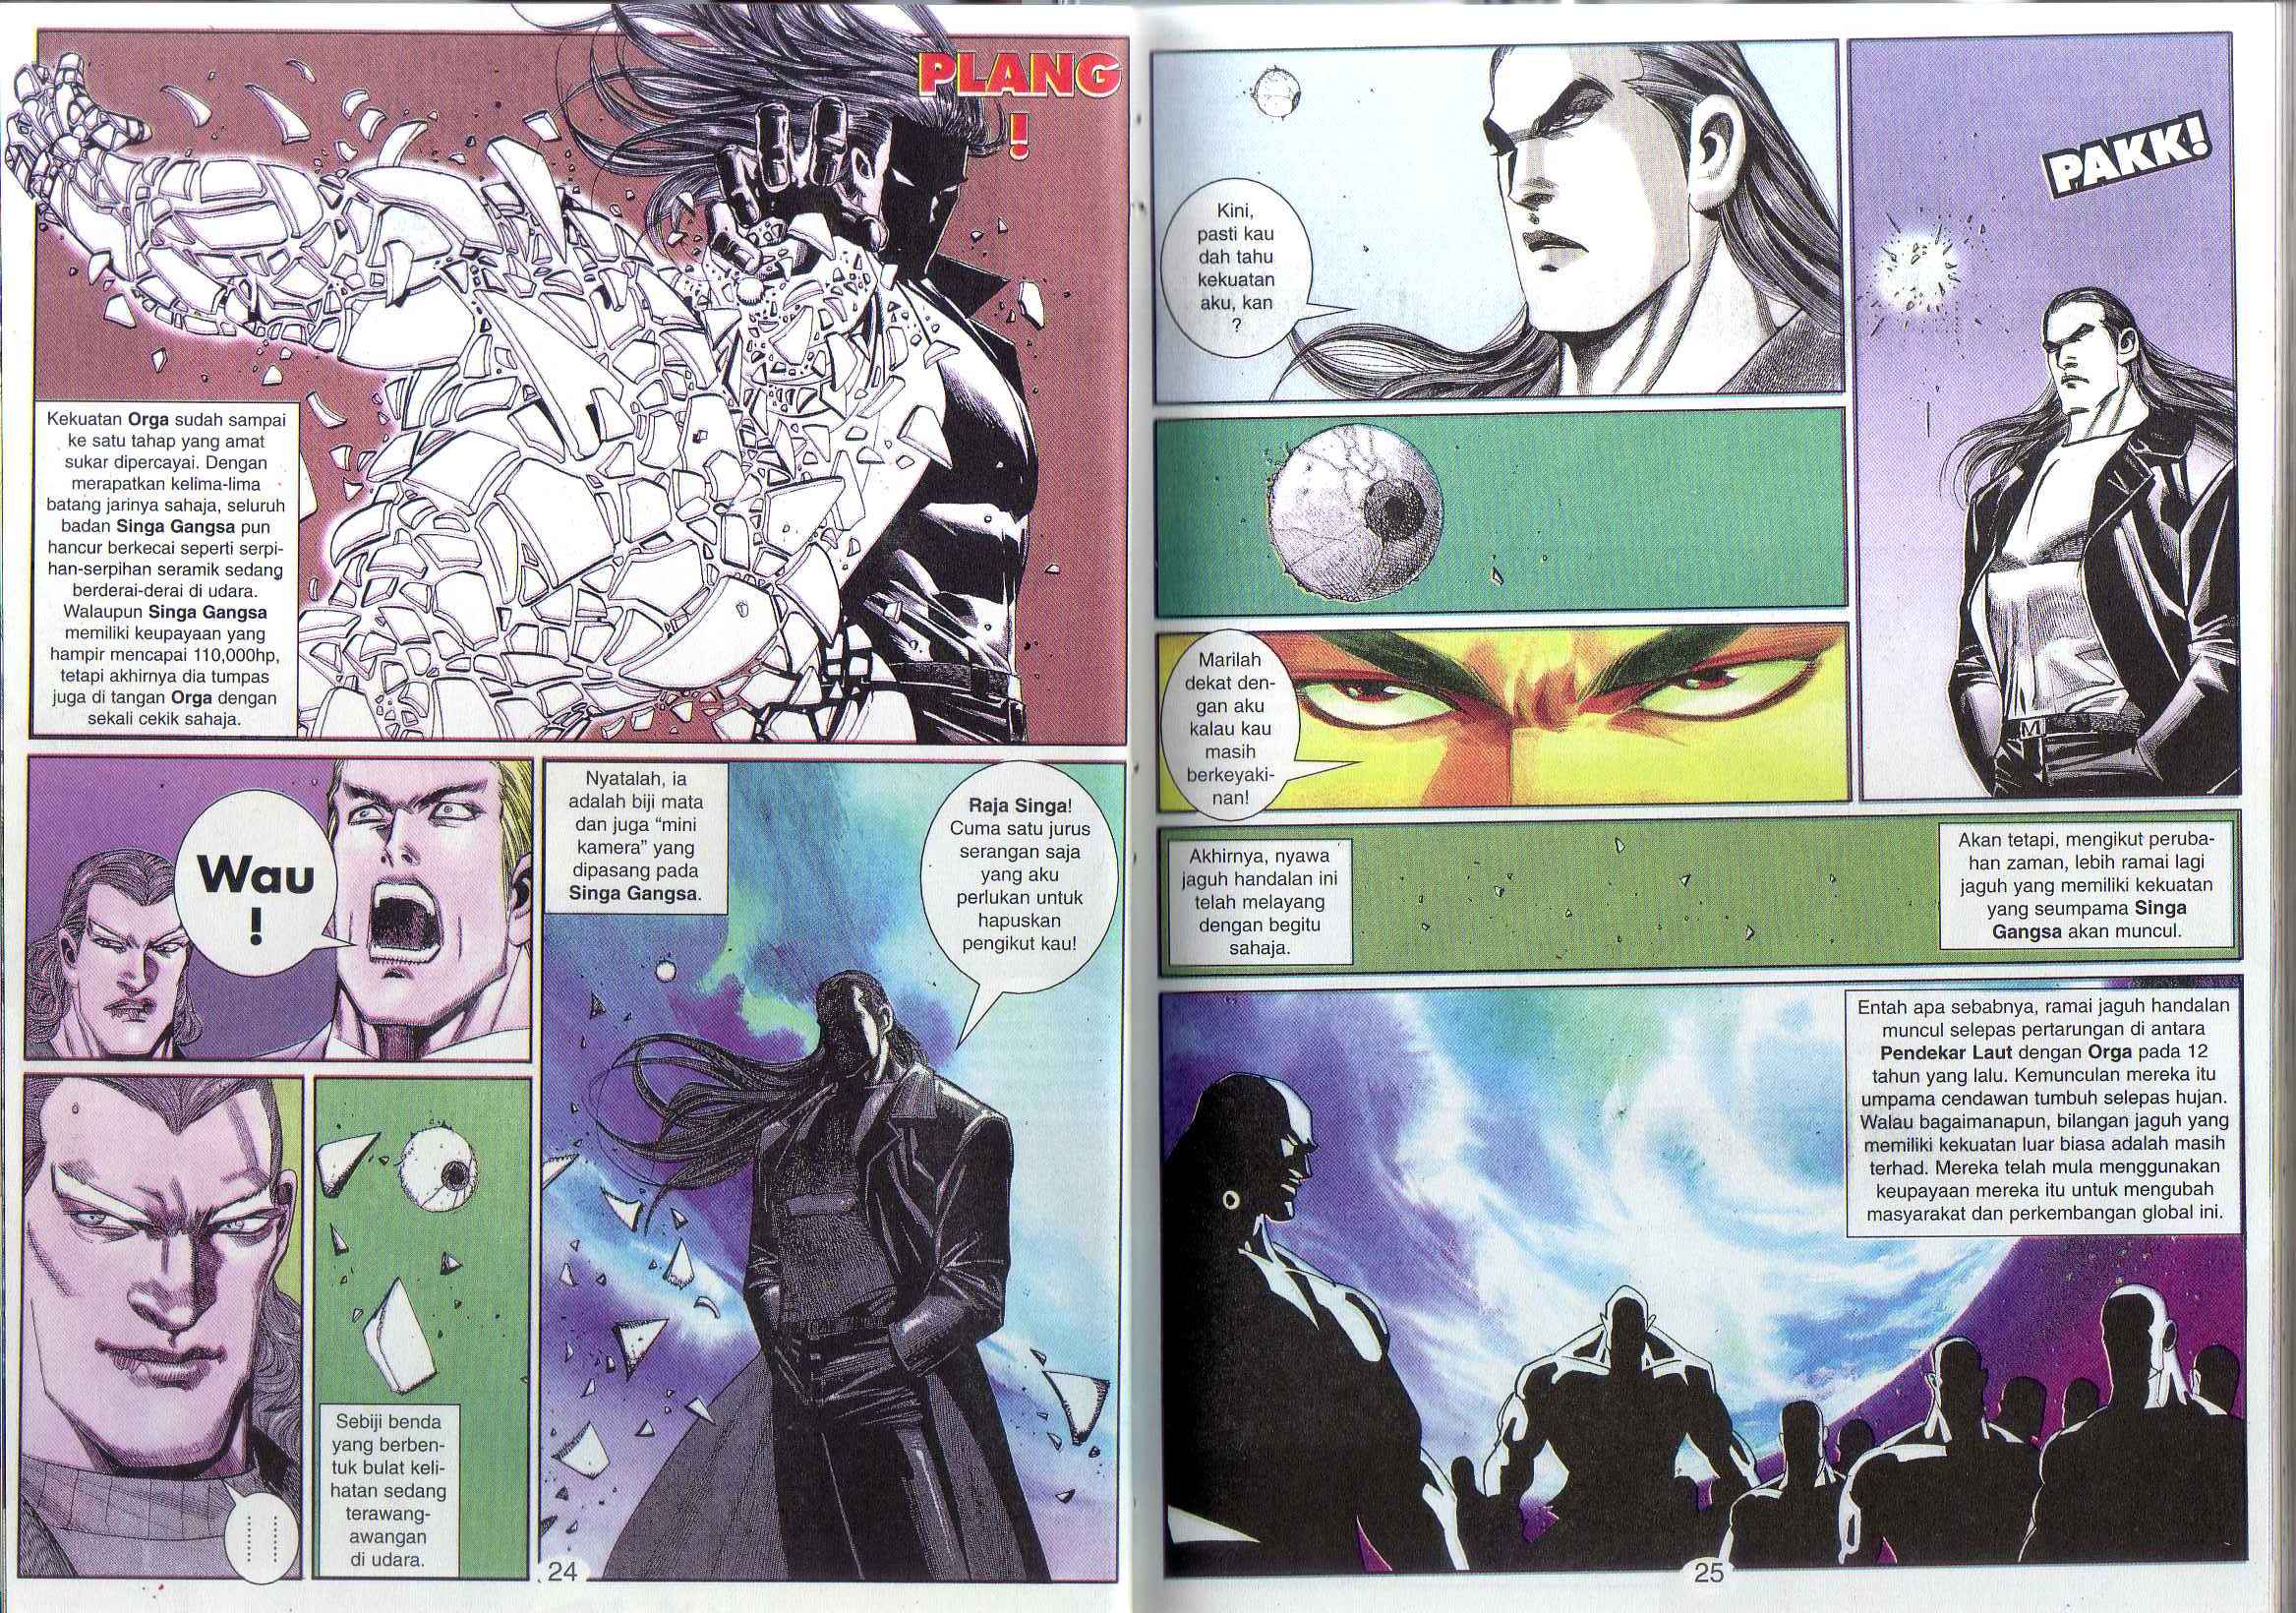 PLANG
!
Kekuatan Orga sudah sampai
ke satu tahap yang amat
sukar dipercayai. Dengan
merapatkan kelima-lima
batang jarinya sahaja, seluruh
badan Singa Gangsa pun
hancur berkecai seperti serpi-
han-serpihan seramik sedang
berderai-derai di udara.
Walaupun Singa Gangsa
memiliki keupayaan yang
hampir mencapai 110,000hp,
tetapi akhirnya dia tumpas
juga di tangan Orga dengan
sekali cekik sahaja.
Wau
!
Sebiji benda
yang berben-
tuk bulat keli-
hatan sedang
terawang-
awangan
di udara.
Nyatalah, ia
adalah biji mata
dan juga “mini
kamera” yang
dipasang pada
Singa Gangsa.
Raja Singa!
Cuma satu jurus
serangan saja
yang aku
perlukan untuk
hapuskan
pengikut kau!
24
Kini,
pasti kau
dah tahu
kekuatan
aku, kan
?
Marilah
dekat den-
gan aku
kalau kau
masih
berkeyaki-
nan!
PAKK!
M
Akhirnya, nyawa
jaguh handalan ini
telah melayang
dengan begitu
sahaja.
Akan tetapi, mengikut peruba-
han zaman, lebih ramai lagi
jaguh yang memiliki kekuatan
yang seumpama Singa
Gangsa akan muncul.
Entah apa sebabnya, ramai jaguh handalan
muncul selepas pertarungan di antara
Pendekar Laut dengan Orga pada 12
tahun yang lalu. Kemunculan mereka itu
umpama cendawan tumbuh selepas hujan.
Walau bagaimanapun, bilangan jaguh yang
memiliki kekuatan luar biasa adalah masih
terhad. Mereka telah mula menggunakan
keupayaan mereka itu untuk mengubah
masyarakat dan perkembangan global ini.
25